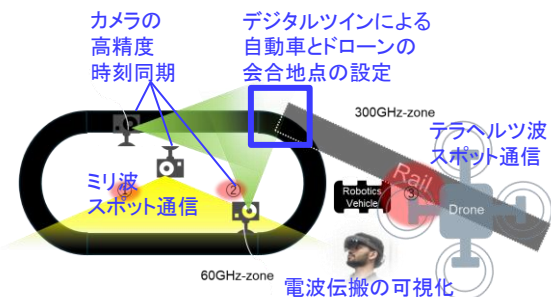 カメラの
高精度
時刻同期
デジタルツインによる
自動車とドローンの
会合地点の設定
300GHz-zone
テラヘルツ波
スポット通信
Rail
①
②
ミリ波
スポット通信
Robotics
Vehicle
③
Drone
60GHz-zone
電波伝搬の可視化